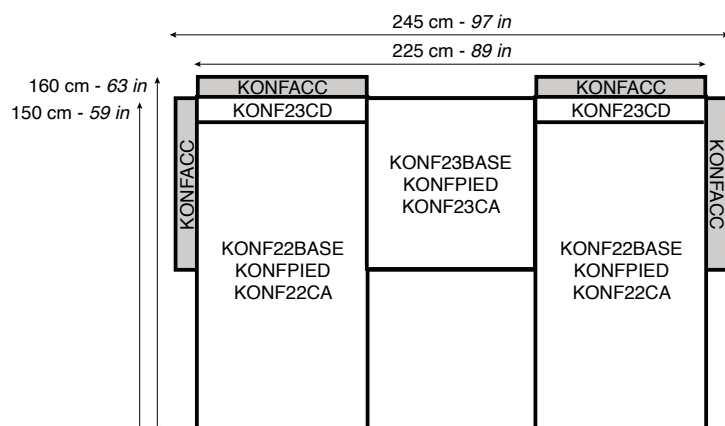 245 cm - 97 in
225 cm - 89 in
160 cm - 63 in
150 cm - 59 in
KONFACC
KONFACC
KONF23CD
KONF23CD
KONFACC
KONFACC
KONF23BASE
KONFPIED
KONF23CA
KONF22BASE
KONFPIED
KONF22CA
KONF22BASE
KONFPIED
KONF22CA